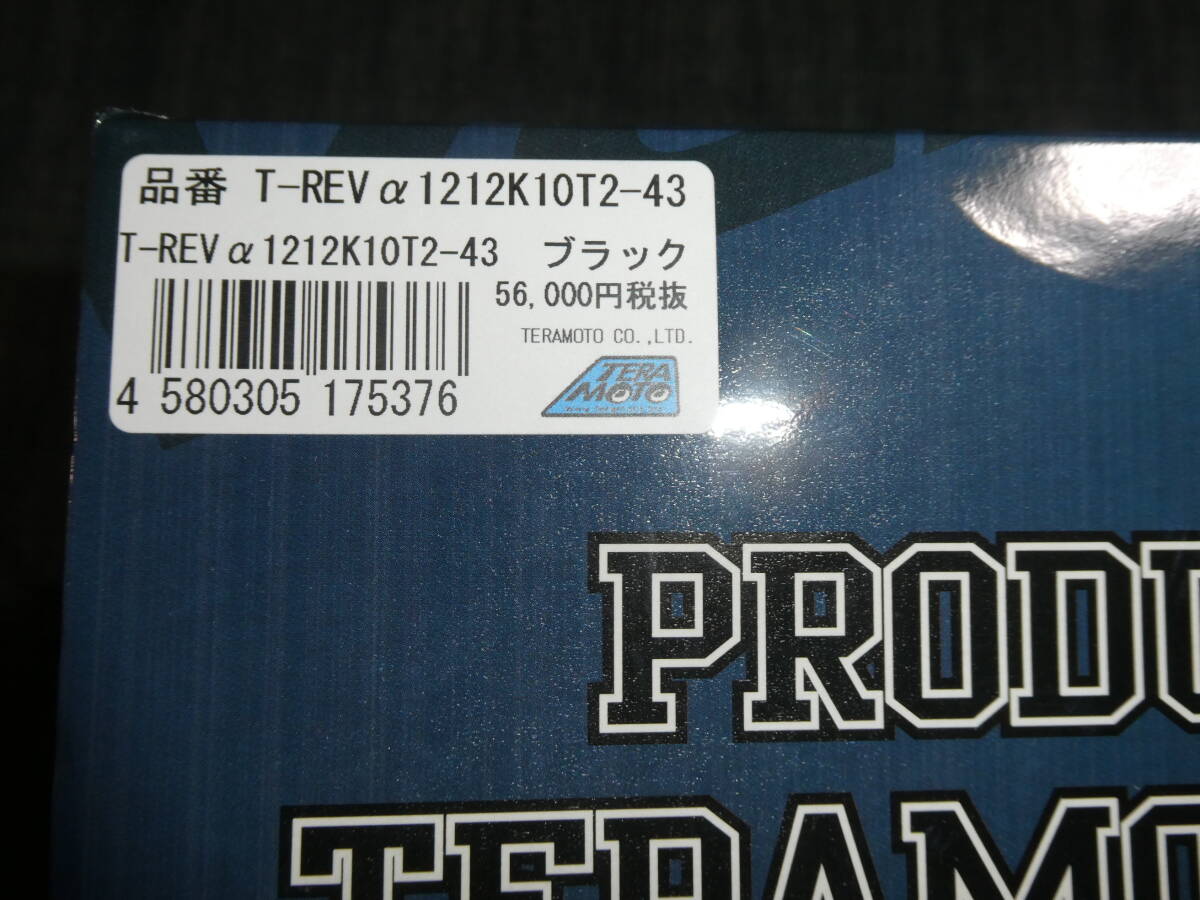 品番 T-REVα1212K10T2-43
T-REVα1212K10T2-43 ブラック
56,000円税抜
TERAMOTO CO.,LTD.
4 580305 175376
TERA
MOTO
PRODU
TERAMO